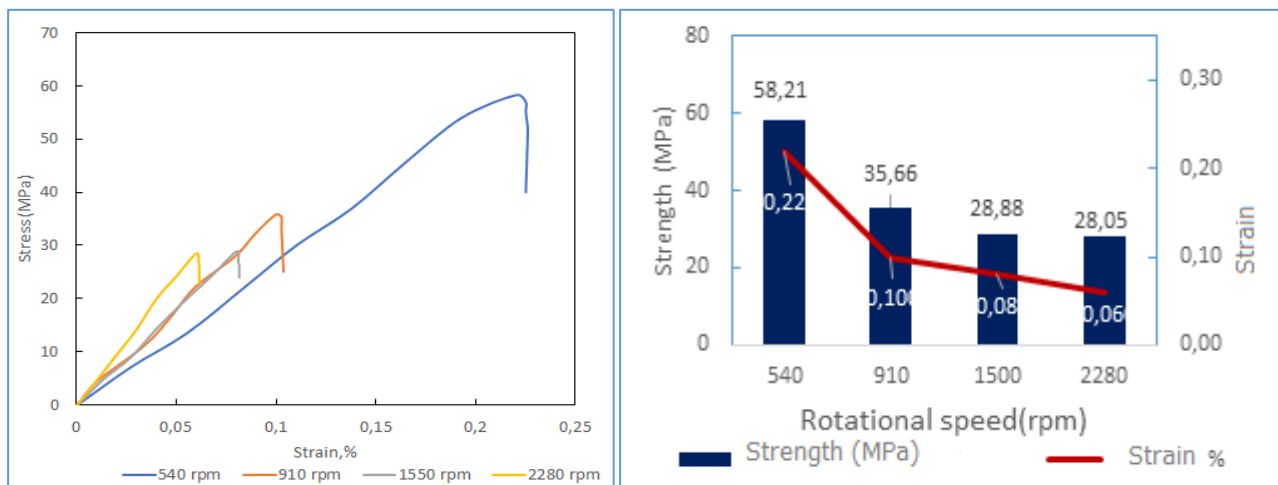 70
60
50
40
30
20
10
0
Stress(MPa)
0 0,05 0,1 0,15 0,2 0,25
Strain,%
540 rpm 910 rpm 1550 rpm 2280 rpm
80
60
40
20
0
Strength (MPa)
58,21
35,66
28,88
28,05
0,22
0,100
0,08
0,06
0,30
0,20
0,10
0,00
Strain
540 910 1500 2280
Rotational speed(rpm)
Strength (MPa) Strain %